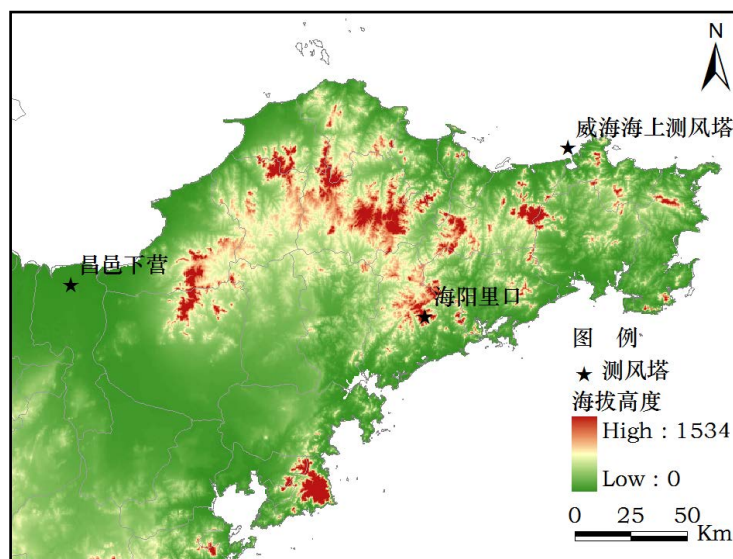 N
威海海上测风塔
昌邑下营
海阳里口
图 例
测风塔
海拔高度
High : 1534
Low : 0
0 25 50
Km